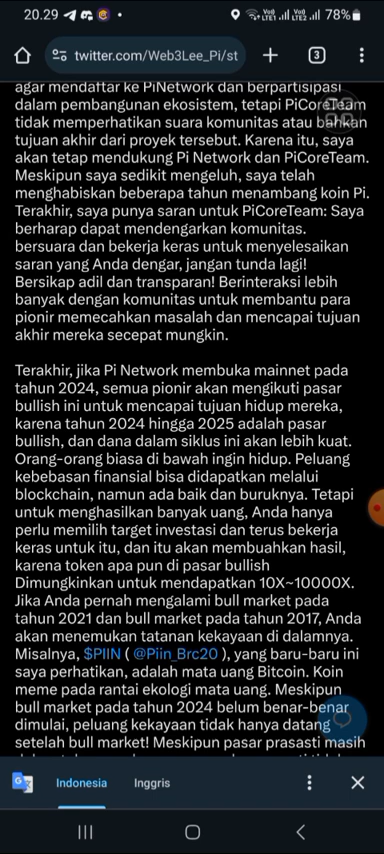 20.29
Vo9) LTE1
Vo9) LTE2
78%
twitter.com/Web3Lee_Pi/st
3
agar mendaftar ke PiNetwork dan berpartisipasi
dalam pembangunan ekosistem, tetapi PiCoreTeam
tidak memperhatikan suara komunitas atau bahkan
tujuan akhir dari proyek tersebut. Karena itu, saya
akan tetap mendukung Pi Network dan PiCoreTeam.
Meskipun saya sedikit mengeluh, saya telah
menghabiskan beberapa tahun menambang koin Pi.
Terakhir, saya punya saran untuk PiCoreTeam: Saya
berharap dapat mendengarkan komunitas.
bersuara dan bekerja keras untuk menyelesaikan
saran yang Anda dengar, jangan tunda lagi!
Bersikap adil dan transparan! Berinteraksi lebih
banyak dengan komunitas untuk membantu para
pionir memecahkan masalah dan mencapai tujuan
akhir mereka secepat mungkin.
Terakhir, jika Pi Network membuka mainnet pada
tahun 2024, semua pionir akan mengikuti pasar
bullish ini untuk mencapai tujuan hidup mereka,
karena tahun 2024 hingga 2025 adalah pasar
bullish, dan dana dalam siklus ini akan lebih kuat.
Orang-orang biasa di bawah ingin hidup. Peluang
kebebasan finansial bisa didapatkan melalui
blockchain, namun ada baik dan buruknya. Tetapi
untuk menghasilkan banyak uang, Anda hanya
perlu memilih target investasi dan terus bekerja
keras untuk itu, dan itu akan membuahkan hasil,
karena token apa pun di pasar bullish
Dimungkinkan untuk mendapatkan 10X~10000X.
Jika Anda pernah mengalami bull market pada
tahun 2021 dan bull market pada tahun 2017, Anda
akan menemukan tatanan kekayaan di dalamnya.
Misalnya, $PIIN ( @Piin_Brc20 ), yang baru-baru ini
saya perhatikan, adalah mata uang Bitcoin. Koin
meme pada rantai ekologi mata uang. Meskipun
bull market pada tahun 2024 belum benar-benar
dimulai, peluang kekayaan tidak hanya datang
setelah bull market! Meskipun pasar prasasti masih
Indonesia
Inggris